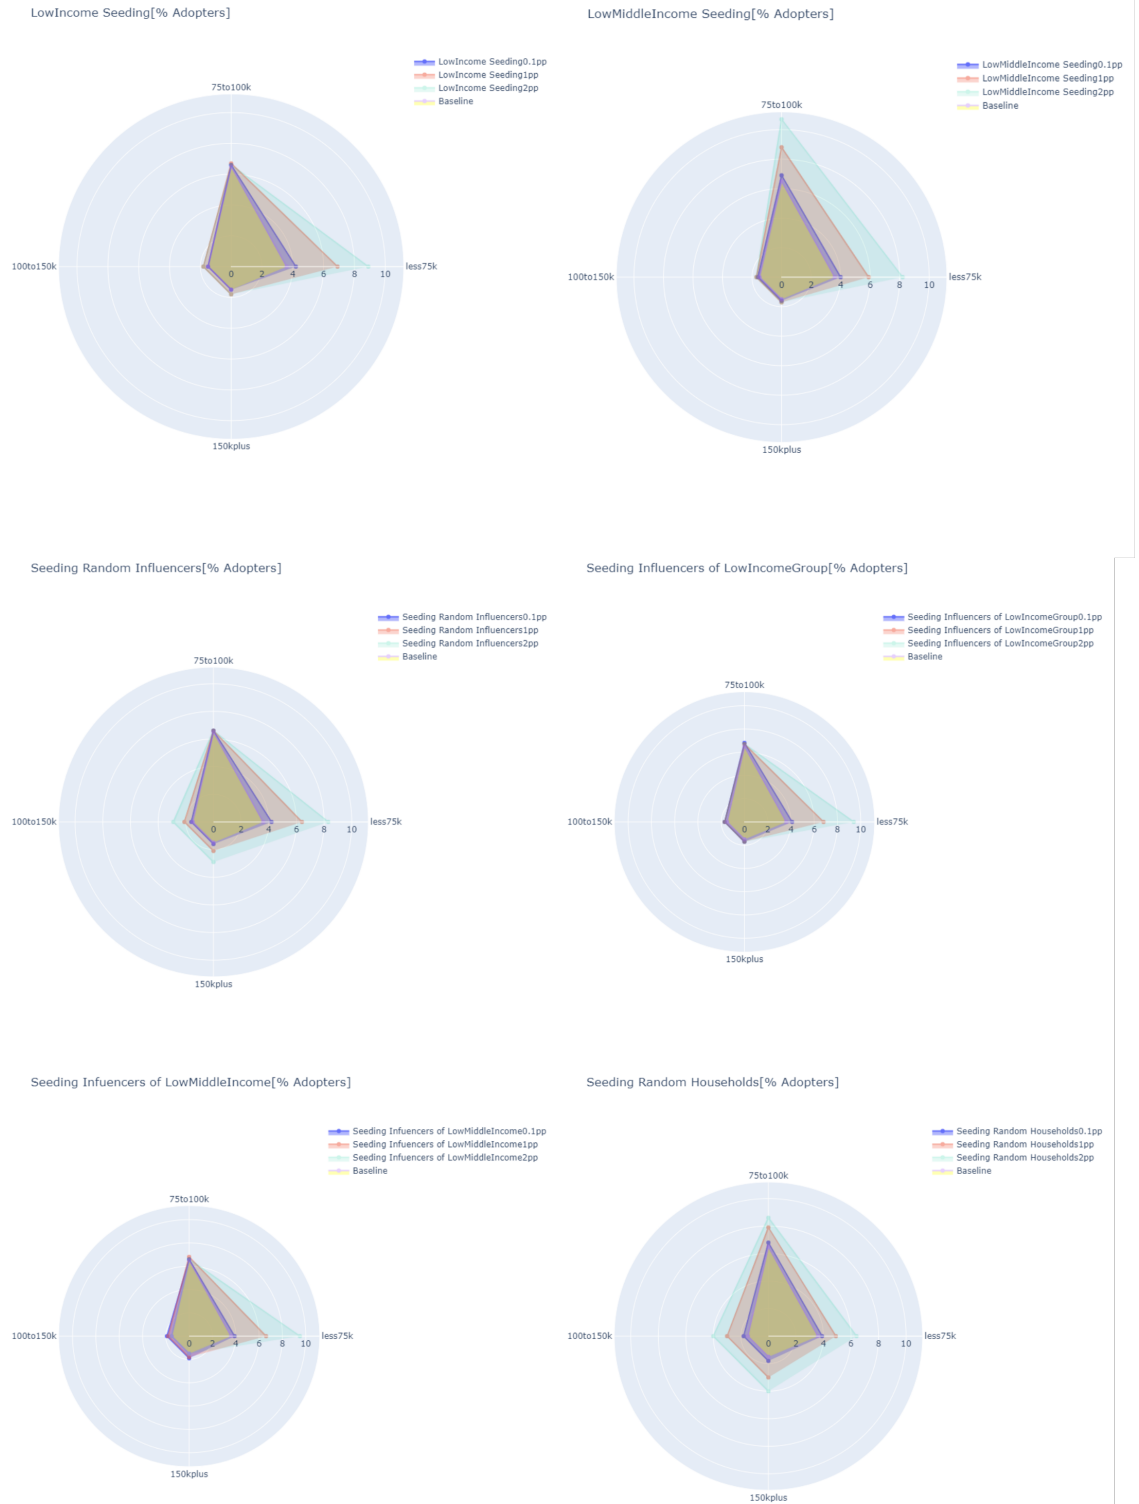 LowIncome Seeding[% Adopters]
LowIncome Seeding0.1pp
LowIncome Seeding1pp
LowIncome Seeding2pp
Baseline
75to100k
100to150k
0 2 4 6 8 10
less75k
150kplus
LowMiddleIncome Seeding[% Adopters]
LowMiddleIncome Seeding0.1pp
LowMiddleIncome Seeding1pp
LowMiddleIncome Seeding2pp
Baseline
75to100k
100to150k
0 2 4 6 8 10
less75k
150kplus
Seeding Random Influencers[% Adopters]
Seeding Random Influencers0.1pp
Seeding Random Influencers1pp
Seeding Random Influencers2pp
Baseline
75to100k
100to150k
0 2 4 6 8 10
less75k
150kplus
Seeding Influencers of LowIncomeGroup[% Adopters]
Seeding Influencers of LowIncomeGroup0.1pp
Seeding Influencers of LowIncomeGroup1pp
Seeding Influencers of LowIncomeGroup2pp
Baseline
75to100k
100to150k
0 2 4 6 8 10
less75k
150kplus
Seeding Infuencers of LowMiddleIncome[% Adopters]
Seeding Infuencers of LowMiddleIncome0.1pp
Seeding Infuencers of LowMiddleIncome1pp
Seeding Infuencers of LowMiddleIncome2pp
Baseline
75to100k
100to150k
0 2 4 6 8 10
less75k
150kplus
Seeding Random Households[% Adopters]
Seeding Random Households0.1pp
Seeding Random Households1pp
Seeding Random Households2pp
Baseline
75to100k
100to150k
0 2 4 6 8 10
less75k
150kplus